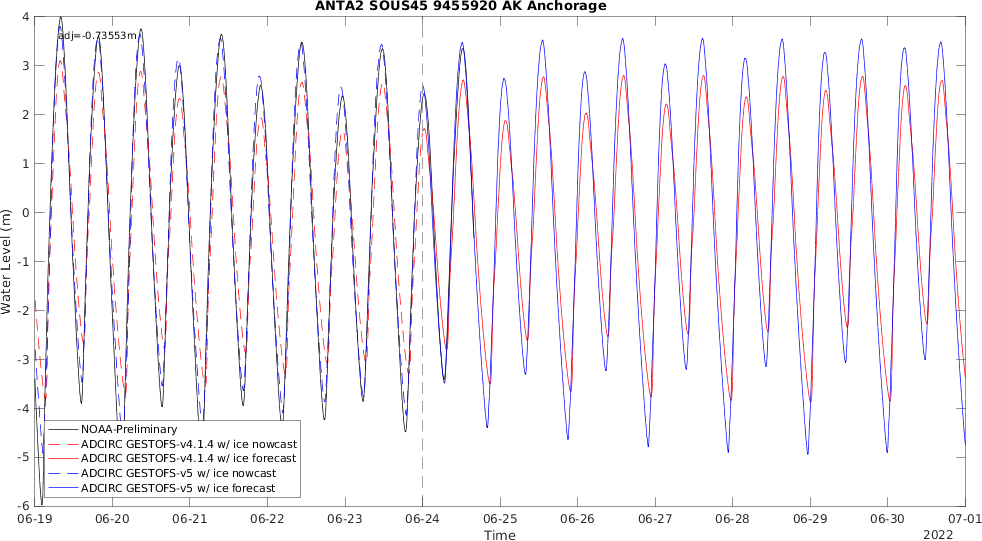 ANTA2 SOUS45 9455920 AK Anchorage
adj=-0.73553m
4
3
2
1
0
-1
-2
-3
-4
-5
-6
Water Level (m)
NOAA-Preliminary
ADCIRC GESTOFS-v4.1.4 w/ ice nowcast
ADCIRC GESTOFS-v4.1.4 w/ ice forecast
ADCIRC GESTOFS-v5 w/ ice nowcast
ADCIRC GESTOFS-v5 w/ ice forecast
06-19 06-20 06-21 06-22 06-23 06-24 06-25 06-26 06-27 06-28 06-29 06-30 07-01
Time
2022